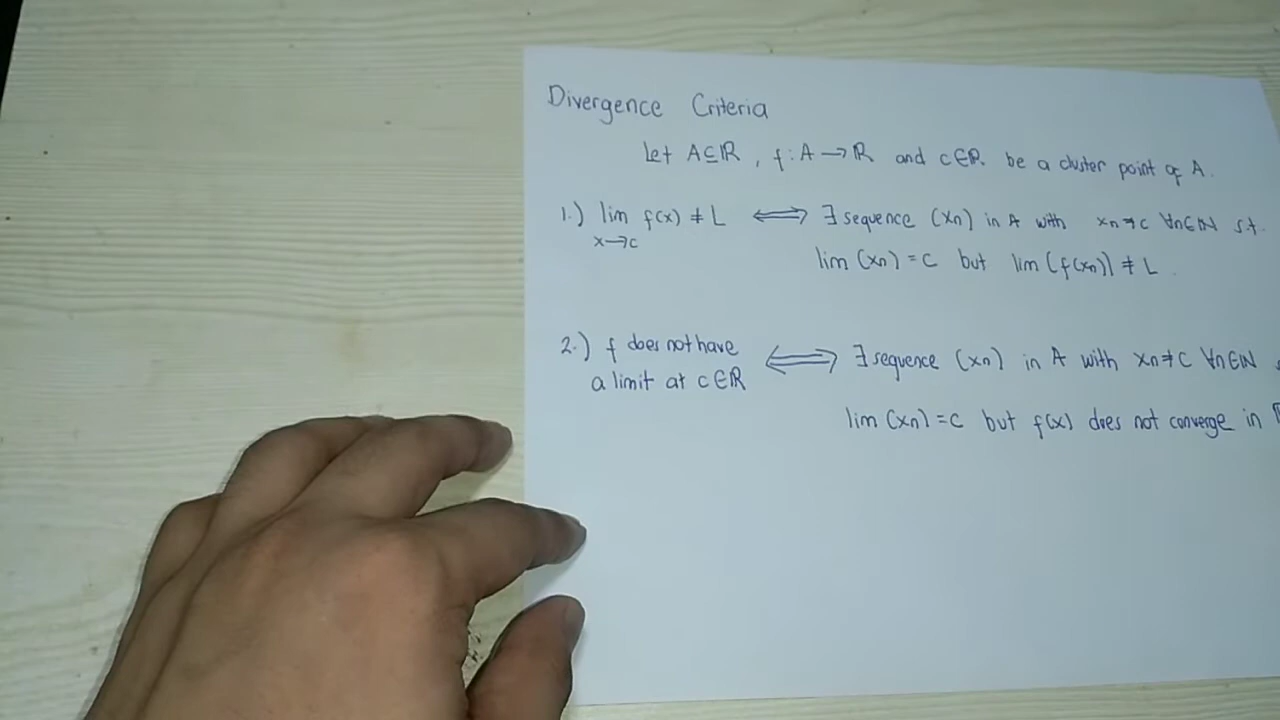 Divergence Criteria
Let A⊆ℝ, f: A → ℝ and c∈ℝ. be a cluster point of A.
1.) lim f(x) ≠ L ⟺ ∃ sequence (xn) in A with xn≠c ∀n∈ℕ st.
x→c
lim (xn) = c but lim (f(xn)) ≠ L.
2.) f does not have ⟺ ∃ sequence (xn) in A with xn≠c ∀n∈ℕ
a limit at c∈ℝ
lim (xn) = c but f(x) does not converge in